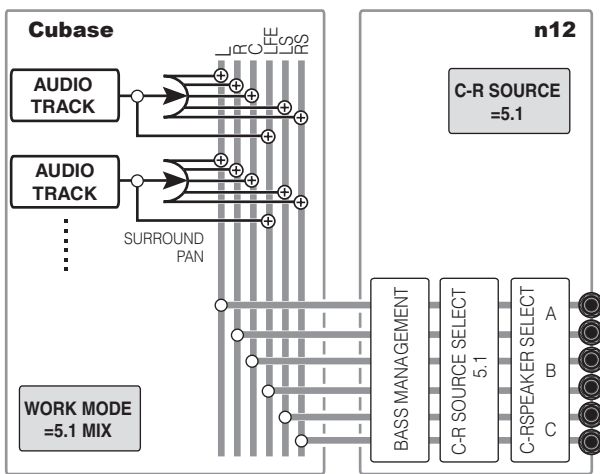 Cubase
n12
L
R
C
LFE
LS
RS
AUDIO
TRACK
C-R SOURCE
=5.1
AUDIO
TRACK
SURROUND
PAN
BASS MANAGEMENT
C-R SOURCE SELECT
5.1
C-RSPEAKER SELECT
A
B
C
WORK MODE
=5.1 MIX